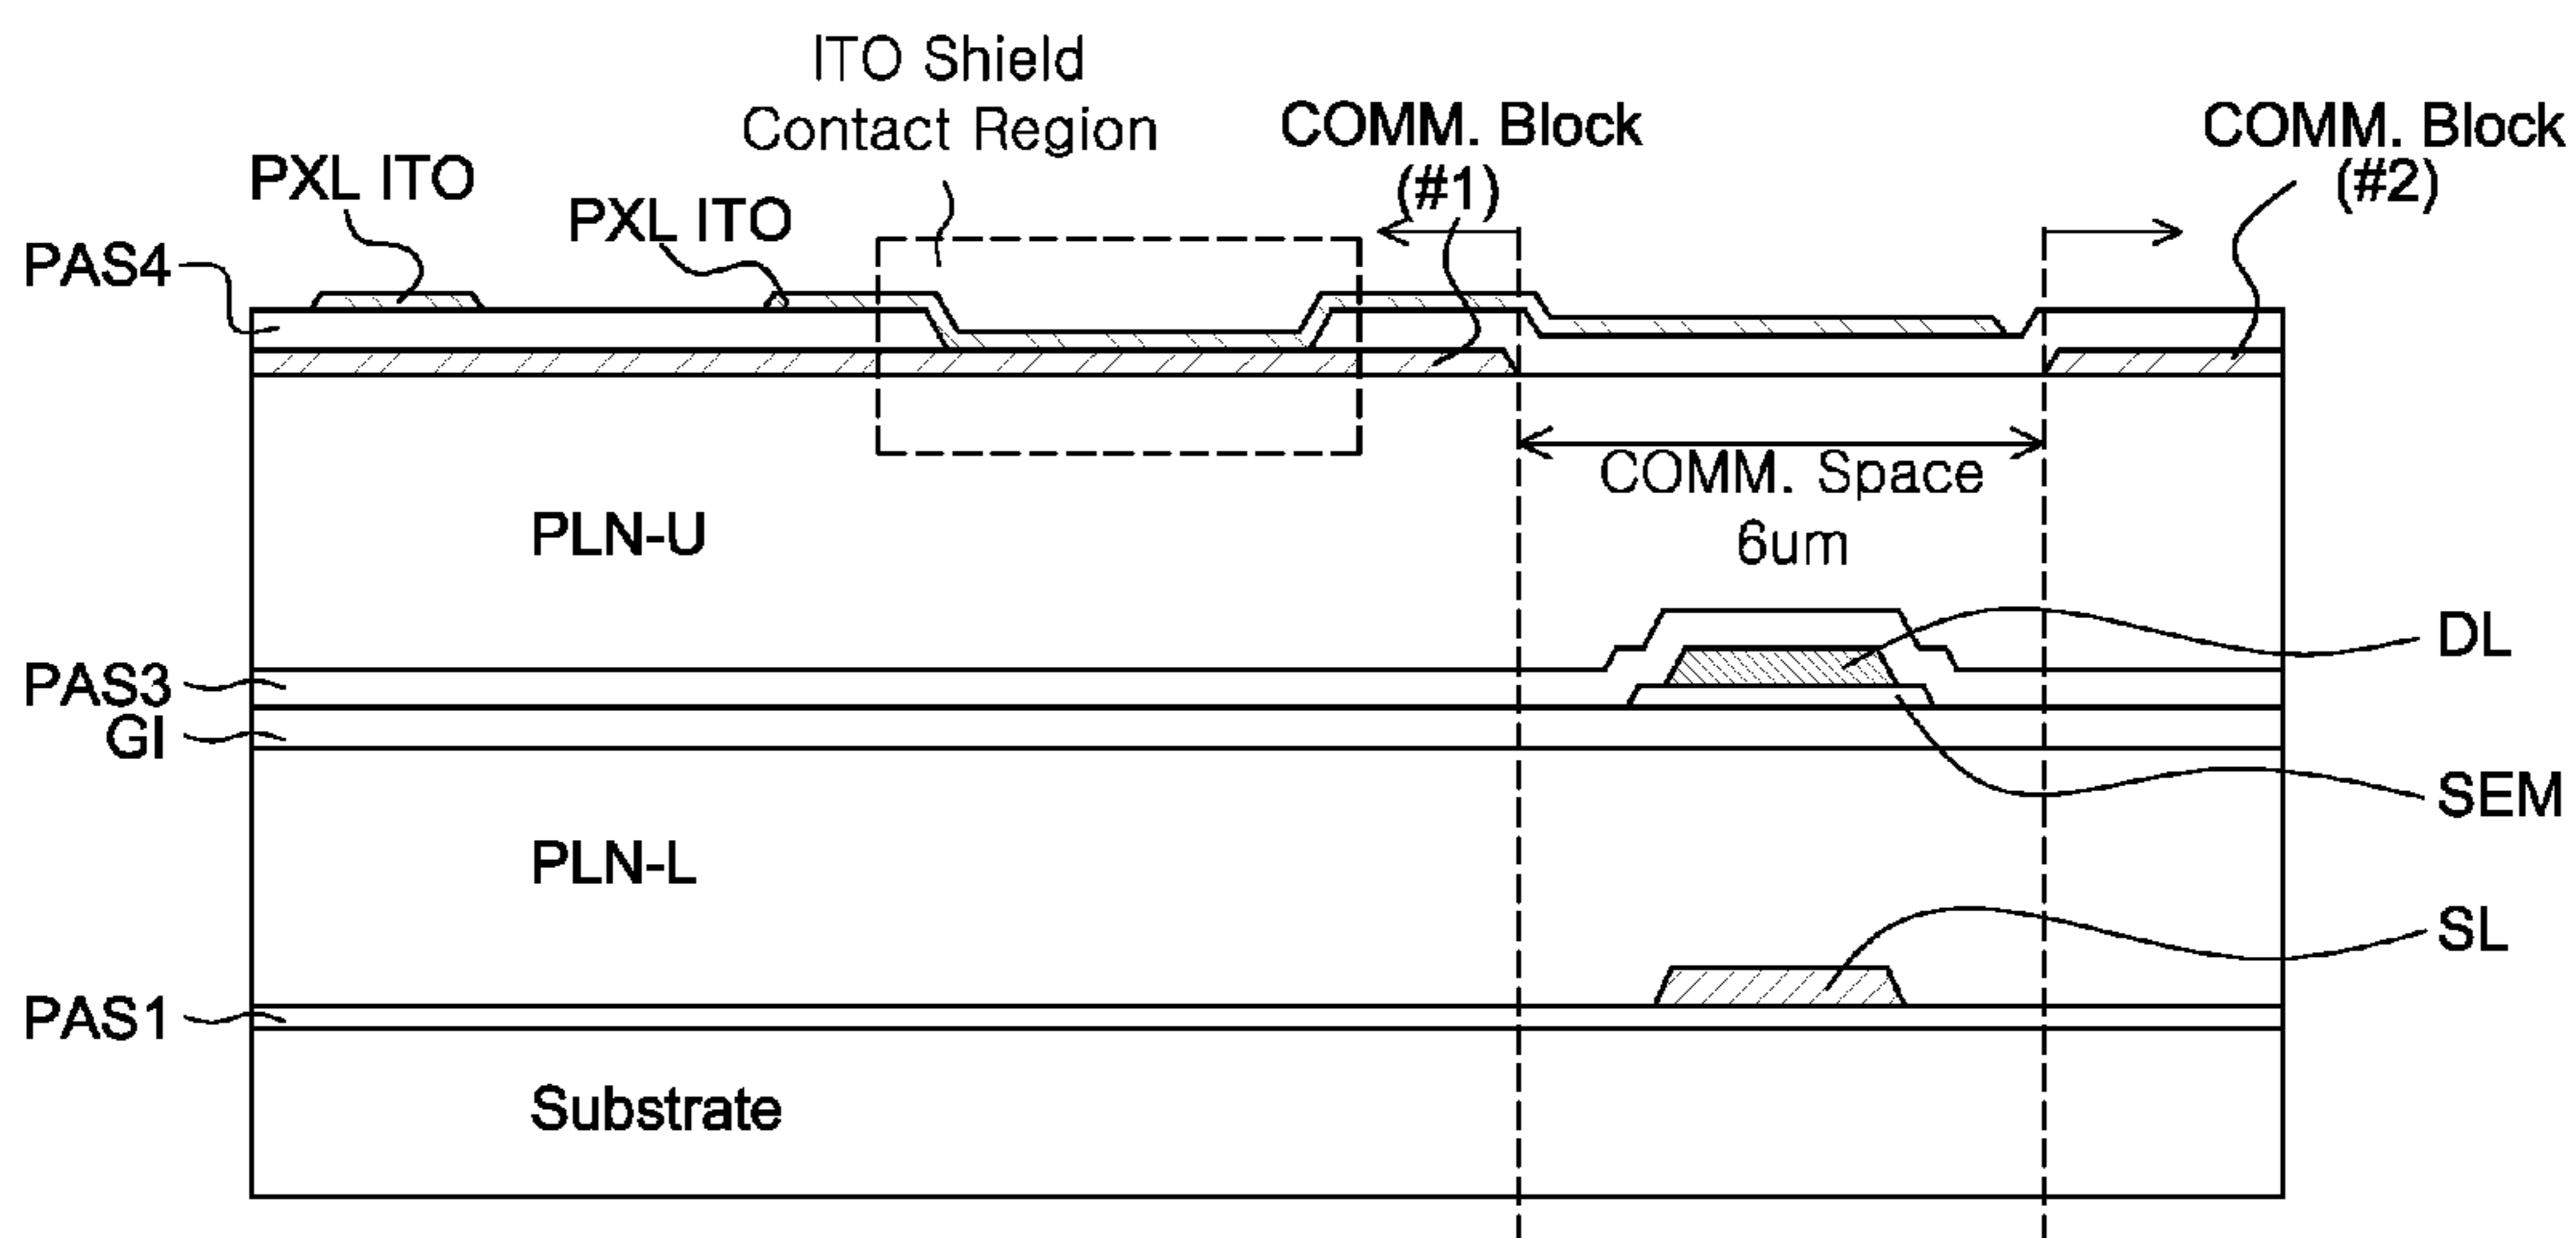 ITO Shield
Contact Region
COMM. Block
(#1)
COMM. Block
(#2)
PXL ITO
PXL ITO
PAS4
COMM. Space
6um
PLN-U
DL
PAS3
GI
SEM
PLN-L
SL
PAS1
Substrate